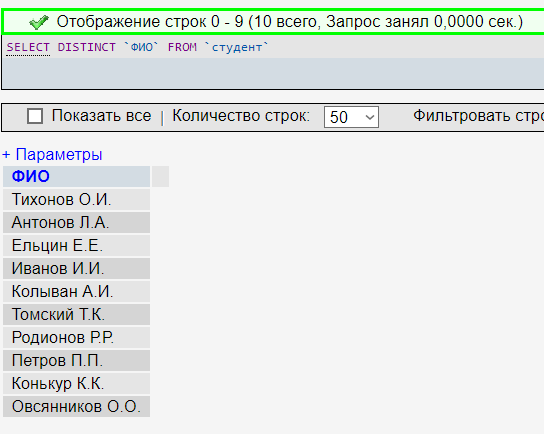 Отображение строк 0 - 9 (10 всего, Запрос занял 0,0000 сек.)
SELECT DISTINCT `ФИО` FROM `студент`
Показать все | Количество строк: 50 Фильтровать стро
+ Параметры
ФИО
Тихонов О.И.
Антонов Л.А.
Ельцин Е.Е.
Иванов И.И.
Колыван А.И.
Томский Т.К.
Родионов Р.Р.
Петров П.П.
Конькур К.К.
Овсянников О.О.